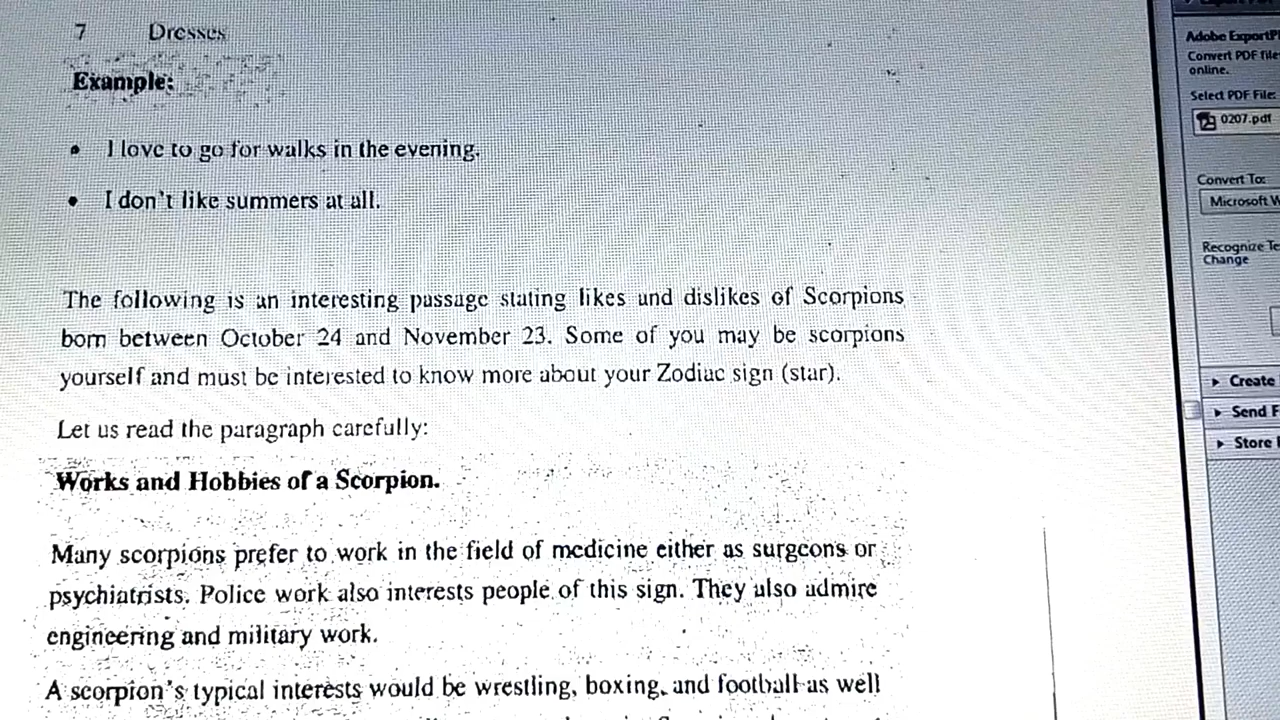 7 Dresses
Example:
• I love to go for walks in the evening.
• I don't like summers at all.
The following is an interesting passage stating likes and dislikes of Scorpions
born between October 24 and November 23. Some of you may be scorpions
yourself and must be interested to know more about your Zodiac sign (star).
Let us read the paragraph carefully.
Works and Hobbies of a Scorpion.
Many scorpions prefer to work in the field of medicine either as surgeons or
psychiatrists. Police work also interests people of this sign. They also admire
engineering and military work.
A scorpion's typical interests would be wrestling, boxing, and football as well
Adobe ExportP
Convert PDF file
online.
Select PDF File:
0207.pdf
Convert To:
Microsoft W
Recognize Te
Change
Create
Send F
Store